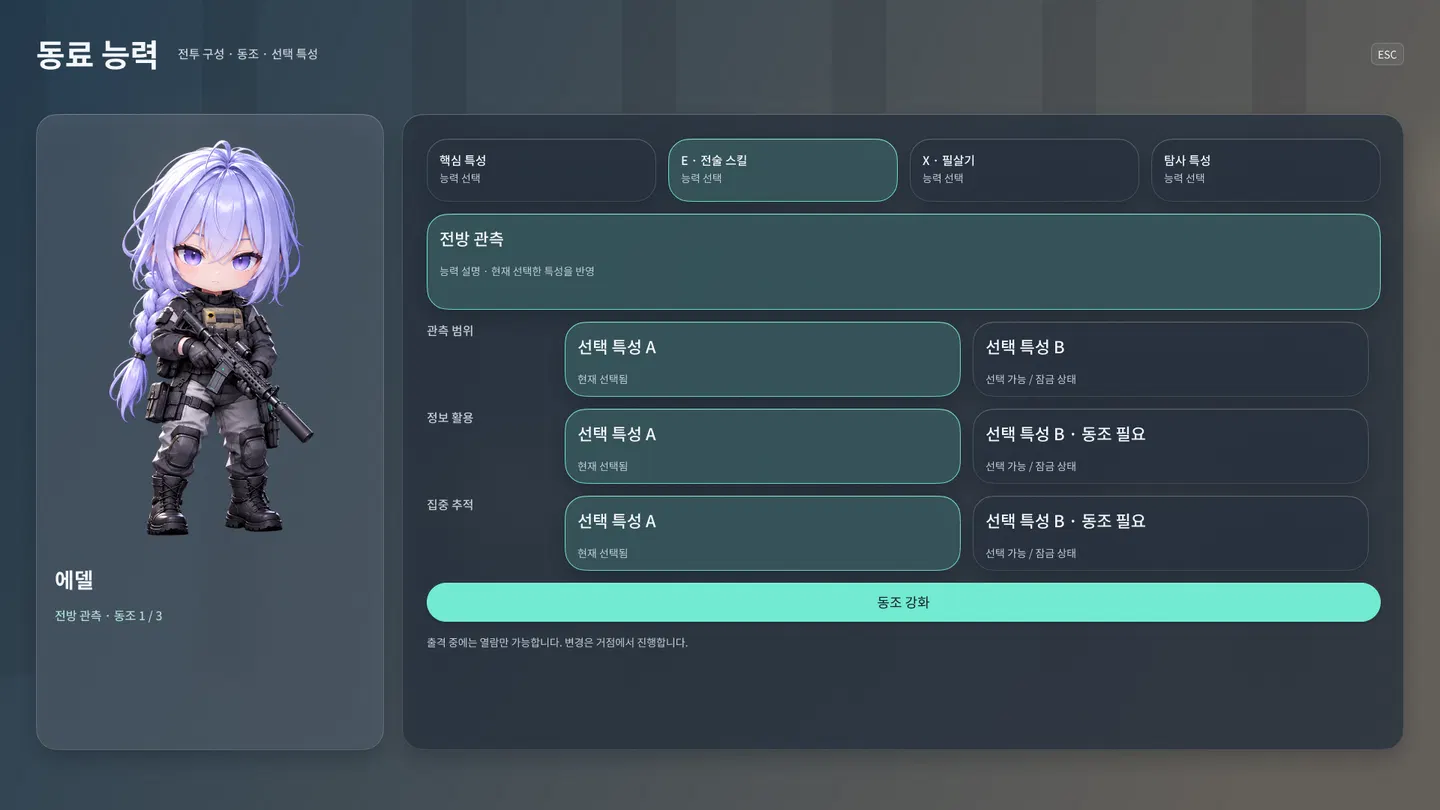 동료 능력
전투 구성 · 동조 · 선택 특성
ESC
핵심 특성
능력 선택
E · 전술 스킬
능력 선택
X · 필살기
능력 선택
탐사 특성
능력 선택
전방 관측
능력 설명 · 현재 선택한 특성을 반영
관측 범위
선택 특성 A
현재 선택됨
선택 특성 B
선택 가능 / 잠금 상태
정보 활용
선택 특성 A
현재 선택됨
선택 특성 B · 동조 필요
선택 가능 / 잠금 상태
집중 추적
선택 특성 A
현재 선택됨
선택 특성 B · 동조 필요
선택 가능 / 잠금 상태
동조 강화
출격 중에는 열람만 가능합니다. 변경은 거점에서 진행합니다.
에델
전방 관측 · 동조 1 / 3